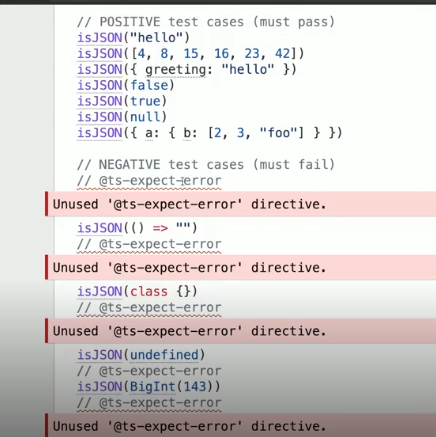 // POSITIVE test cases (must pass)
isJSON("hello")
isJSON([4, 8, 15, 16, 23, 42])
isJSON({ greeting: "hello" })
isJSON(false)
isJSON(true)
isJSON(null)
isJSON({ a: { b: [2, 3, "foo"] } })
// NEGATIVE test cases (must fail)
// @ts-expect-error
Unused '@ts-expect-error' directive.
isJSON(() => "")
// @ts-expect-error
Unused '@ts-expect-error' directive.
isJSON(class {})
// @ts-expect-error
Unused '@ts-expect-error' directive.
isJSON(undefined)
// @ts-expect-error
isJSON(BigInt(143))
// @ts-expect-error
Unused '@ts-expect-error' directive.